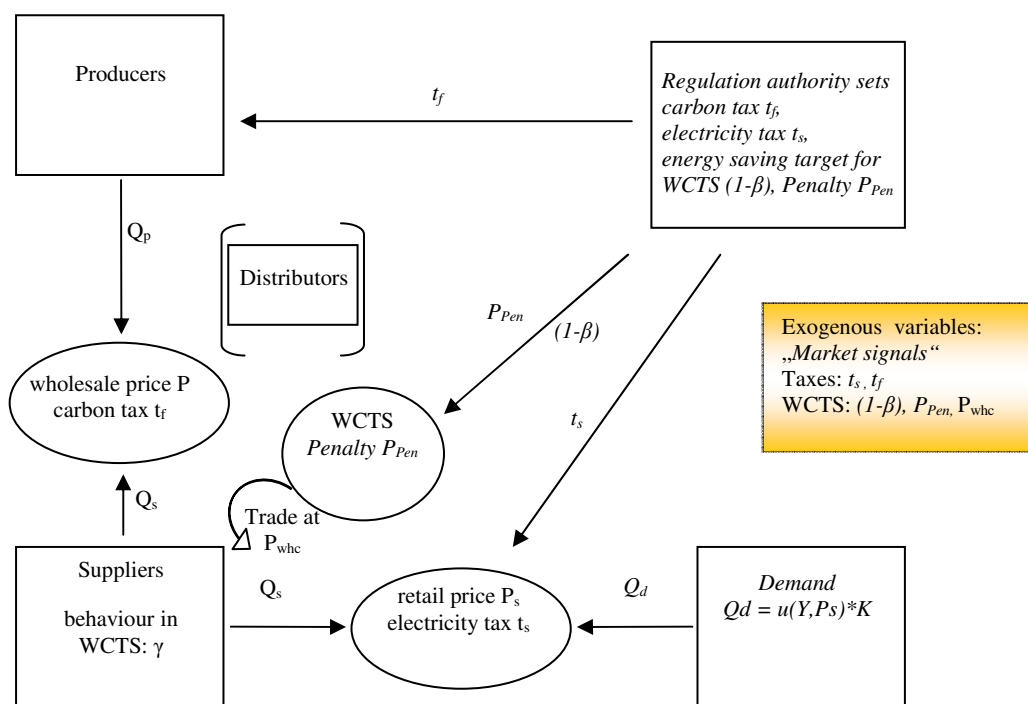 Producers
t_f
Regulation authority sets
carbon tax t_f,
electricity tax t_s,
energy saving target for
WCTS (1-β), Penalty P_Pen
Q_p
Distributors
P_Pen
(1-β)
Exogenous variables:
„Market signals“
Taxes: t_s , t_f
WCTS: (1-β), P_Pen, P_whc
wholesale price P
carbon tax t_f
WCTS
Penalty P_Pen
t_s
Q_s
Trade at
P_whc
Suppliers
behaviour in
WCTS: γ
Q_s
retail price P_s
electricity tax t_s
Q_d
Demand
Qd = u(Y,Ps)*K